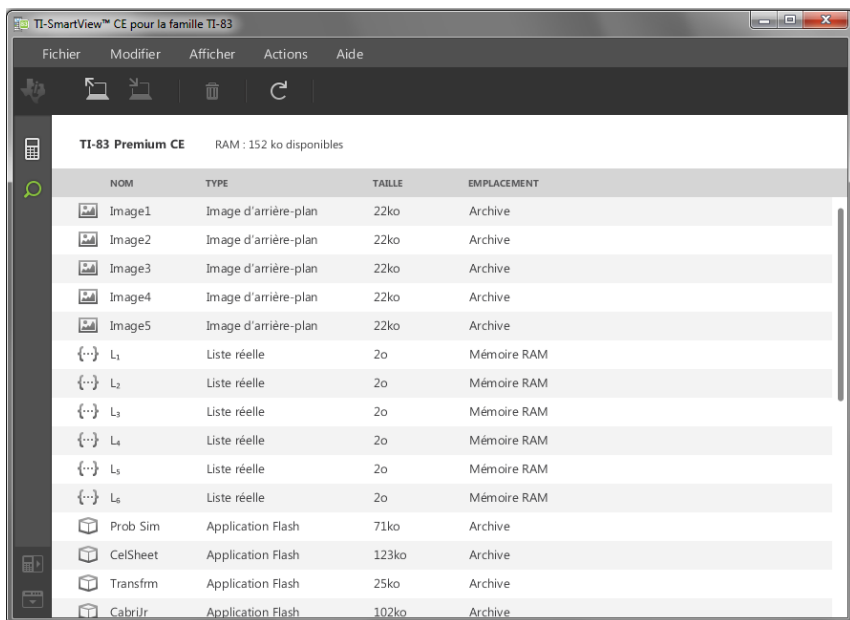 TI-SmartView™ CE pour la famille TI-83
Fichier Modifier Afficher Actions Aide
TI-83 Premium CE RAM : 152 ko disponibles
NOM TYPE TAILLE EMPLACEMENT
Image1 Image d'arrière-plan 22ko Archive
Image2 Image d'arrière-plan 22ko Archive
Image3 Image d'arrière-plan 22ko Archive
Image4 Image d'arrière-plan 22ko Archive
Image5 Image d'arrière-plan 22ko Archive
L₁ Liste réelle 2o Mémoire RAM
L₂ Liste réelle 2o Mémoire RAM
L₃ Liste réelle 2o Mémoire RAM
L₄ Liste réelle 2o Mémoire RAM
L₅ Liste réelle 2o Mémoire RAM
L₆ Liste réelle 2o Mémoire RAM
Prob Sim Application Flash 71ko Archive
CelSheet Application Flash 123ko Archive
Transfrm Application Flash 25ko Archive
CabriJr Application Flash 102ko Archive